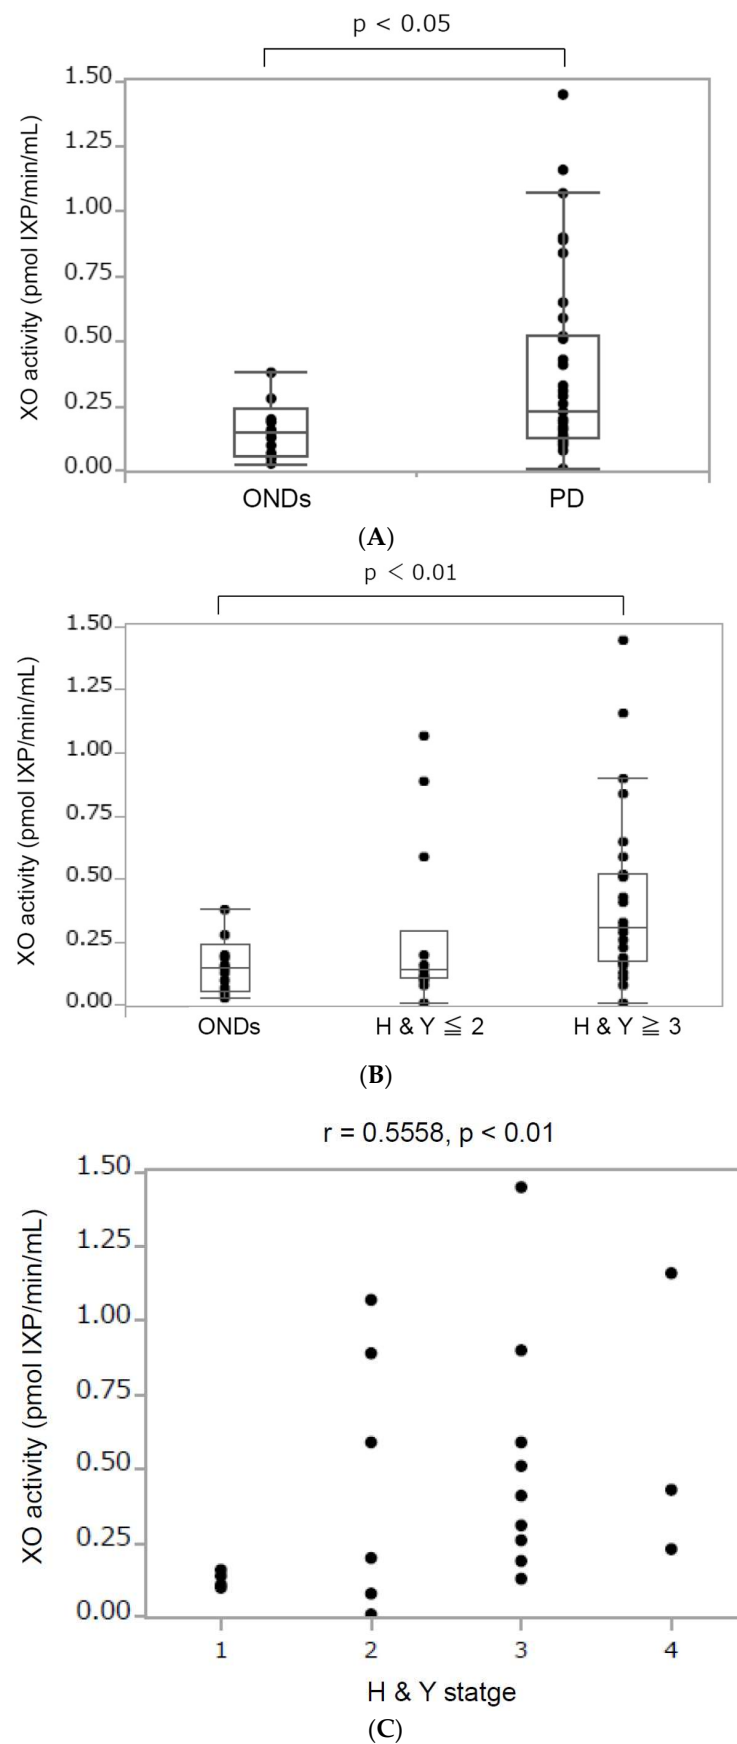 p < 0.05
1.50
1.25
1.00
0.75
0.50
0.25
0.00
XO activity (pmol IXP/min/mL)
ONDs PD
(A)
p < 0.01
1.50
1.25
1.00
0.75
0.50
0.25
0.00
XO activity (pmol IXP/min/mL)
ONDs H & Y ≦ 2 H & Y ≧ 3
(B)
r = 0.5558, p < 0.01
1.50
1.25
1.00
0.75
0.50
0.25
0.00
XO activity (pmol IXP/min/mL)
1 2 3 4
H & Y statge
(C)